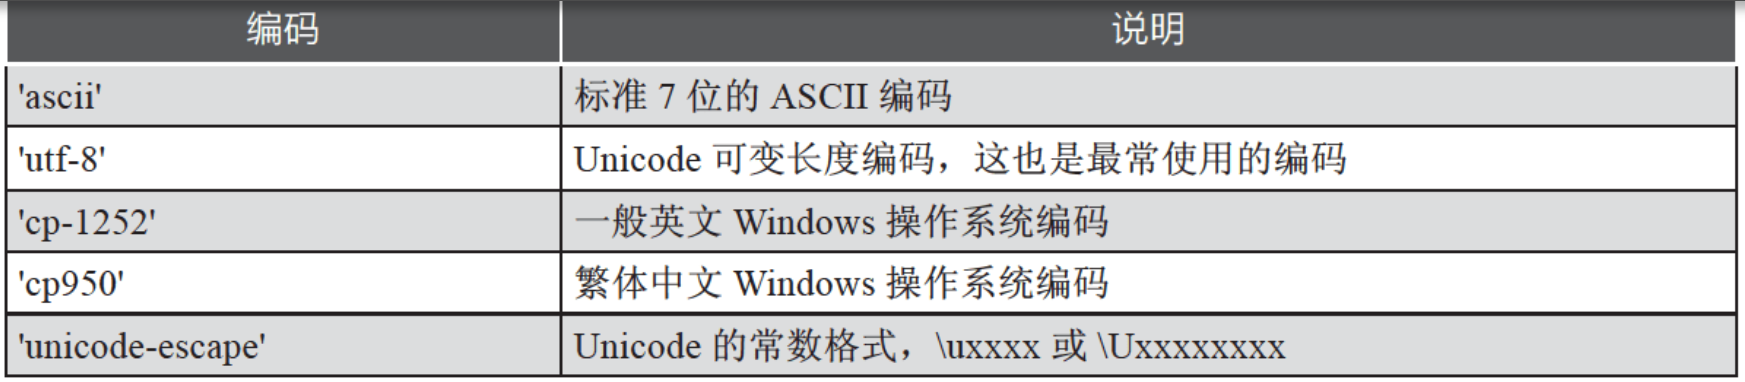 编码 说明
'ascii' 标准 7 位的 ASCII 编码
'utf-8' Unicode 可变长度编码，这也是最常使用的编码
'cp-1252' 一般英文 Windows 操作系统编码
'cp950' 繁体中文 Windows 操作系统编码
'unicode-escape' Unicode 的常数格式，\uxxxx 或 \Uxxxxxxxx